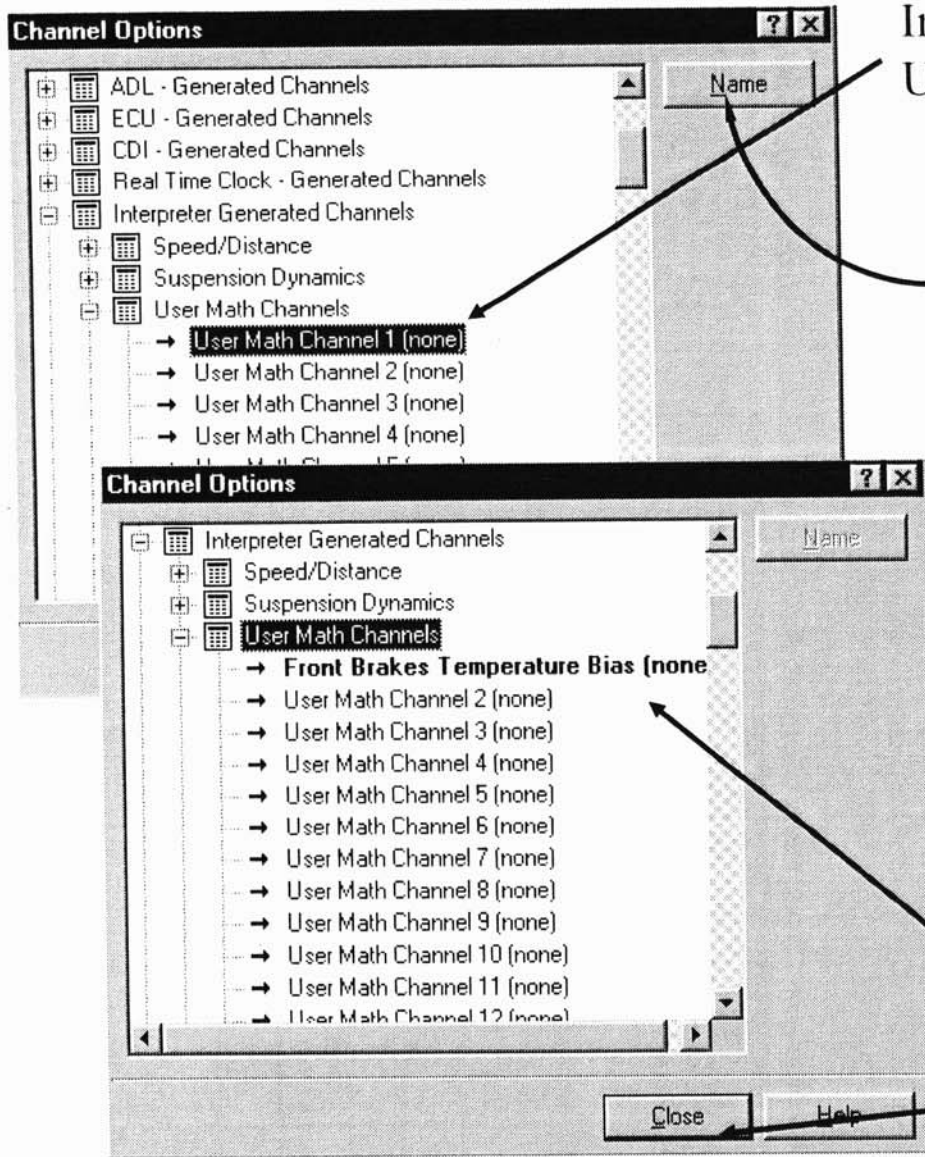 Channel Options
ADL - Generated Channels
ECU - Generated Channels
CDI - Generated Channels
Real Time Clock - Generated Channels
Interpreter Generated Channels
Speed/Distance
Suspension Dynamics
User Math Channels
User Math Channel 1 (none)
User Math Channel 2 (none)
User Math Channel 3 (none)
User Math Channel 4 (none)
Name
Channel Options
Interpreter Generated Channels
Speed/Distance
Suspension Dynamics
User Math Channels
Front Brakes Temperature Bias (none
User Math Channel 2 (none)
User Math Channel 3 (none)
User Math Channel 4 (none)
User Math Channel 5 (none)
User Math Channel 6 (none)
User Math Channel 7 (none)
User Math Channel 8 (none)
User Math Channel 9 (none)
User Math Channel 10 (none)
User Math Channel 11 (none)
User Math Channel 12 (none)
Name
Close
Help